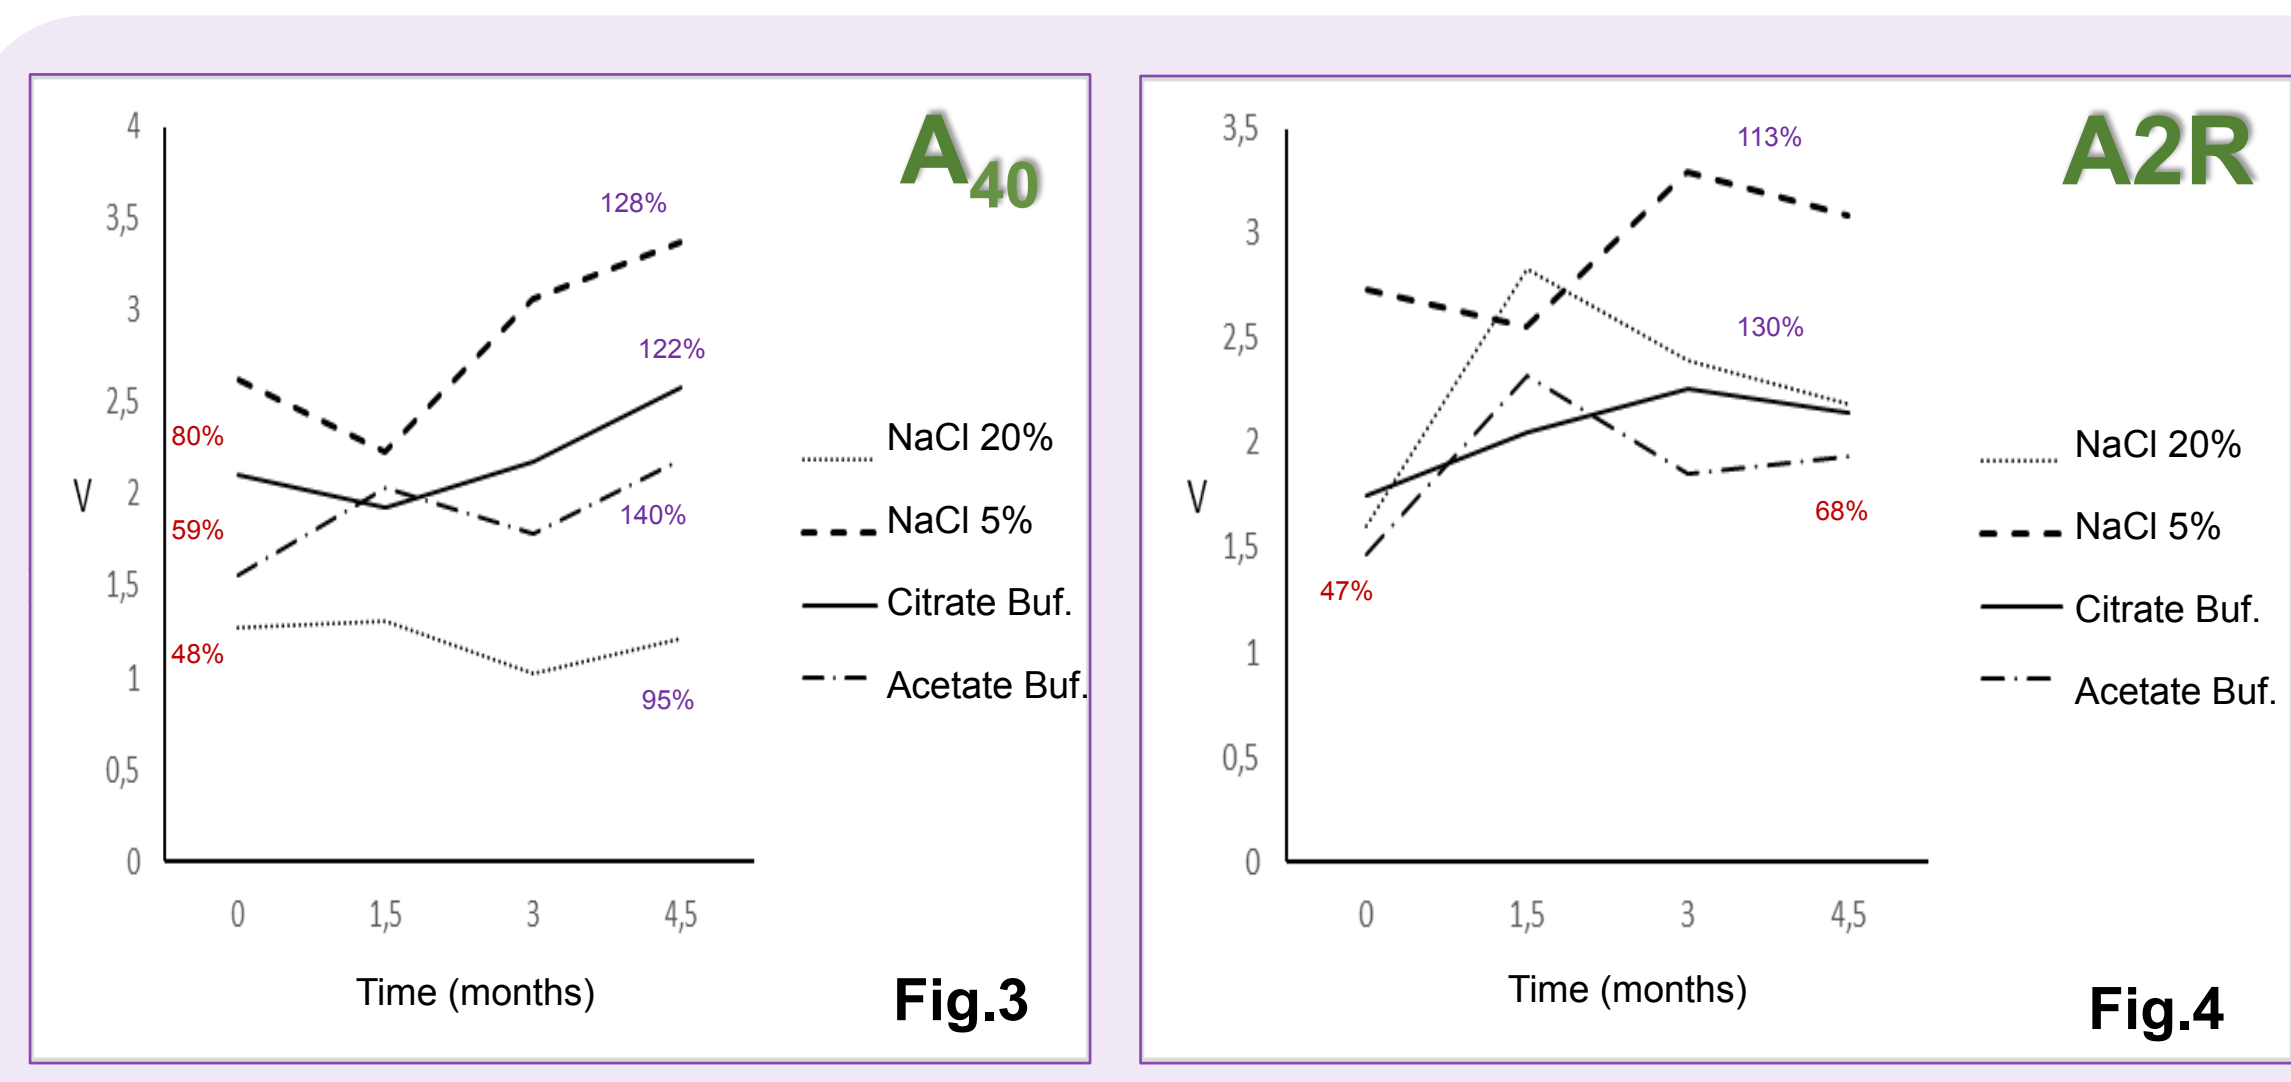 A40
4
3,5
3
2,5
2
1,5
1
0,5
0
V
128%
122%
140%
95%
80%
59%
48%
NaCl 20%
NaCl 5%
Citrate Buf.
Acetate Buf.
0 1,5 3 4,5
Time (months)
Fig.3
A2R
3,5
3
2,5
2
1,5
1
0,5
0
V
113%
130%
68%
47%
NaCl 20%
NaCl 5%
Citrate Buf.
Acetate Buf.
0 1,5 3 4,5
Time (months)
Fig.4